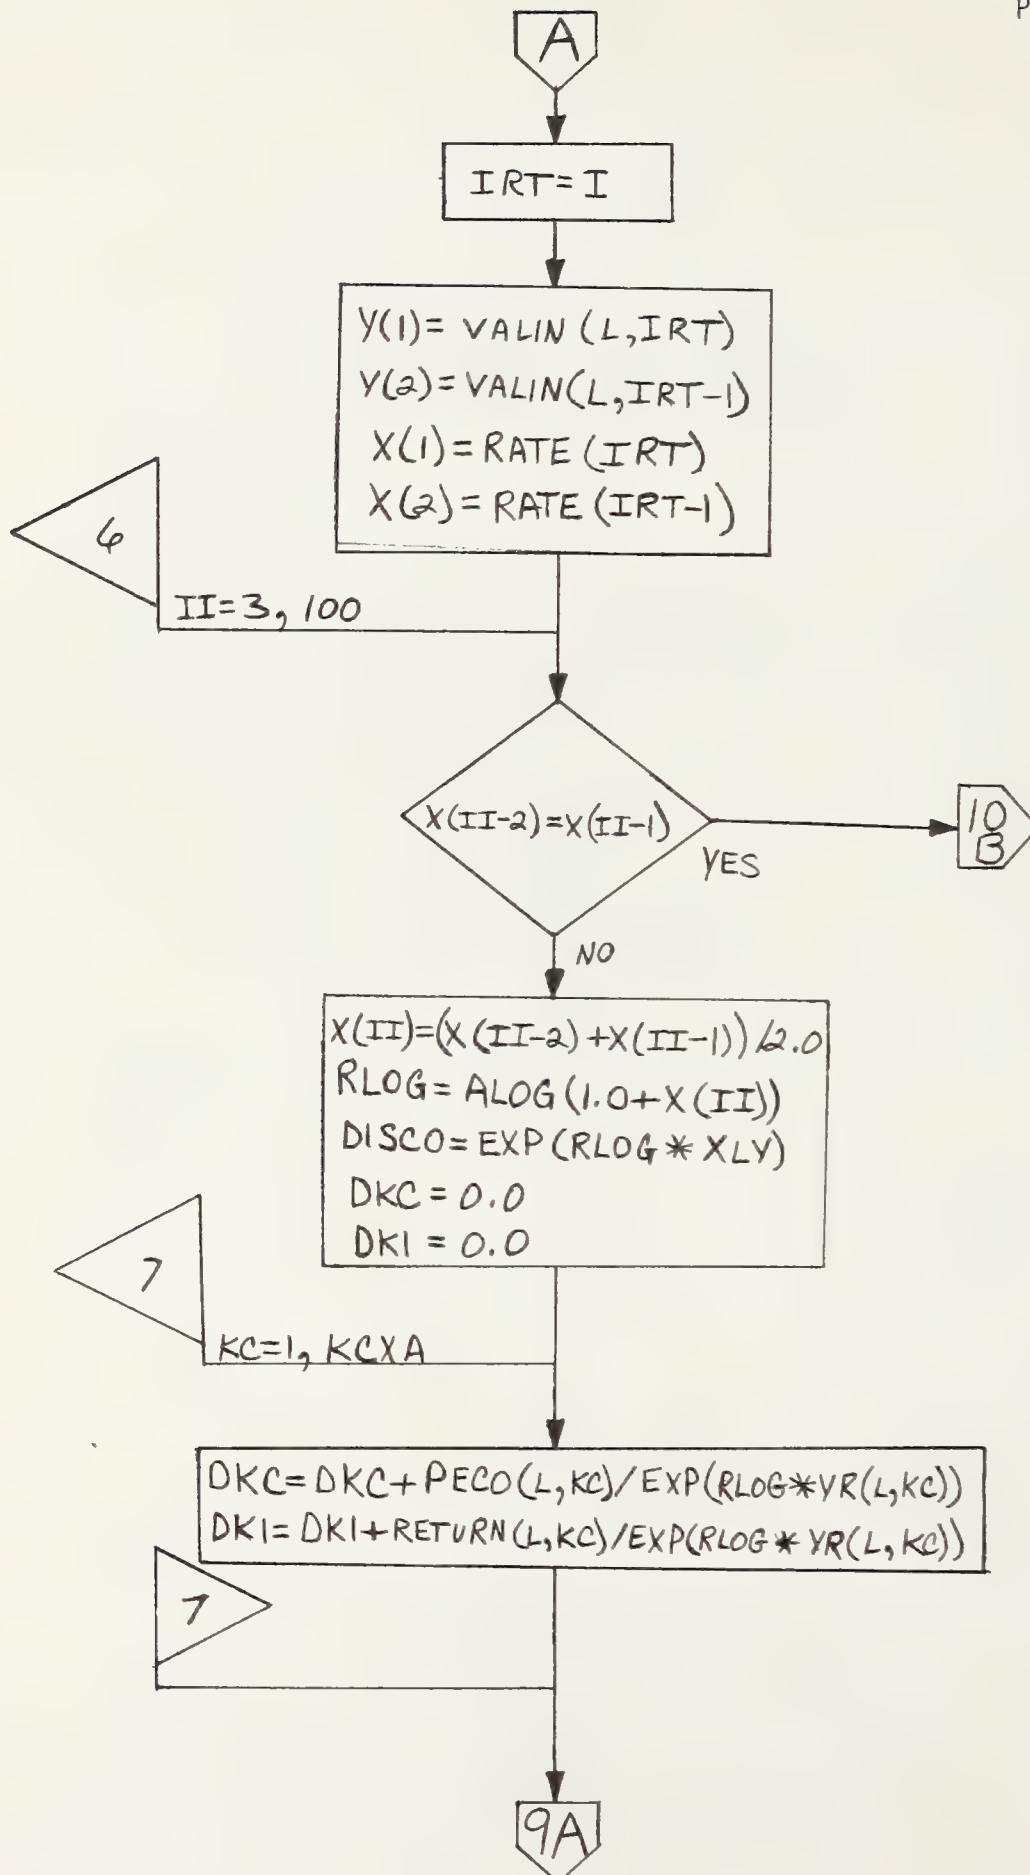 P
A
IRT=I
Y(1)= VALIN (L,IRT)
Y(2)=VALIN(L,IRT-1)
X(1)=RATE (IRT)
X(2)=RATE (IRT-1)
6
II=3, 100
X(II-2)=X(II-1)
YES
10
B
NO
X(II)=(X(II-2)+X(II-1))/2.0
RLOG= ALOG (1.0+X(II))
DISCO=EXP(RLOG * XLY)
DKC = 0.0
DKI = 0.0
7
KC=1, KCXA
DKC=DKC+PECO(L,KC)/EXP(RLOG*YR(L,KC))
DKI=DKI+RETURN(L,KC)/EXP(RLOG * YR(L,KC))
7
9A